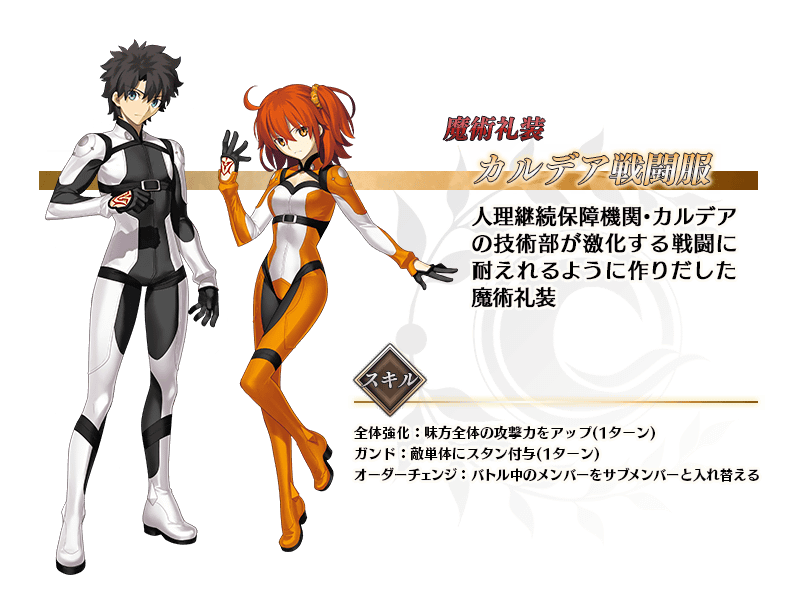 魔術礼装
カルデア戦闘服
人理継続保障機関・カルデア
の技術部が激化する戦闘に
耐えれるように作りだした
魔術礼装
スキル
全体強化：味方全体の攻撃力をアップ(1ターン)
ガンド：敵単体にスタン付与(1ターン)
オーダーチェンジ：バトル中のメンバーをサブメンバーと入れ替える